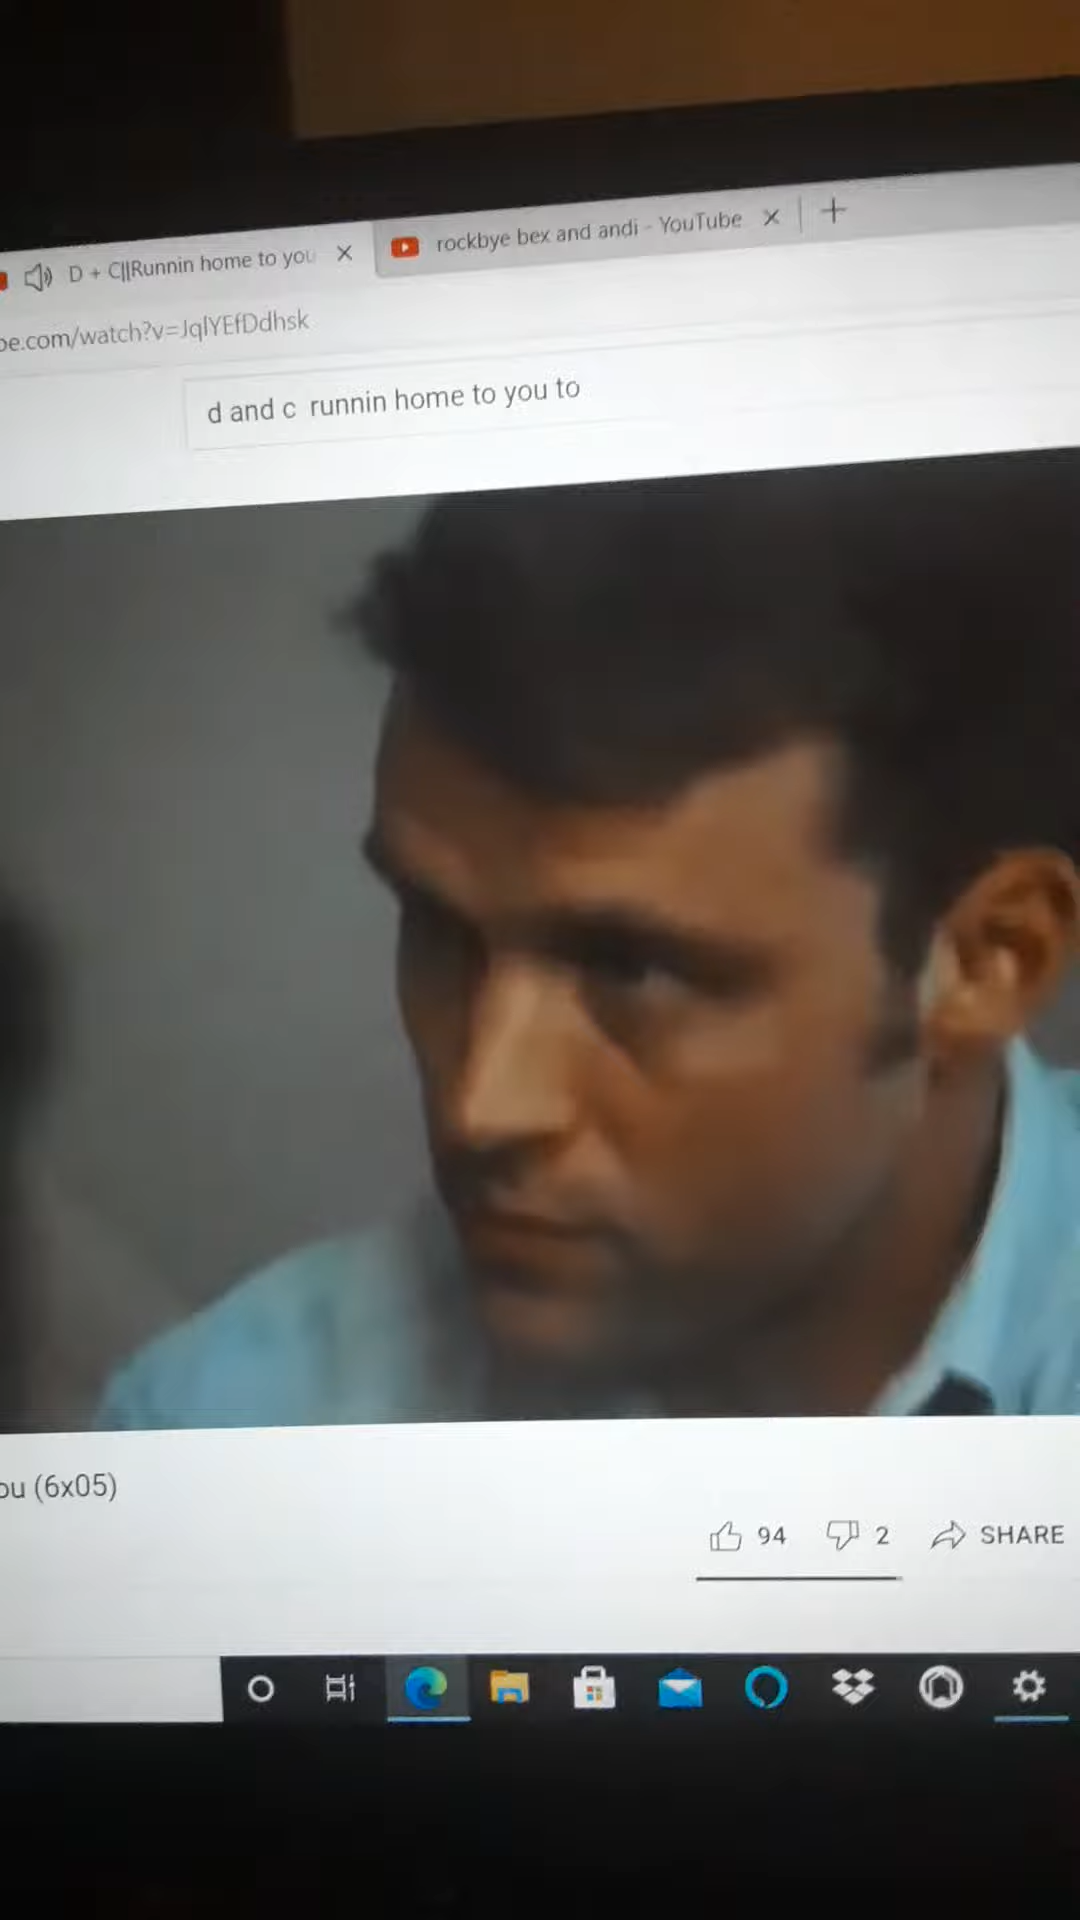 D + C||Runnin home to you
rockbye bex and andi - YouTube
be.com/watch?v=JqlYEfDdhsk
d and c runnin home to you to
ou (6x05)
94 2 SHARE